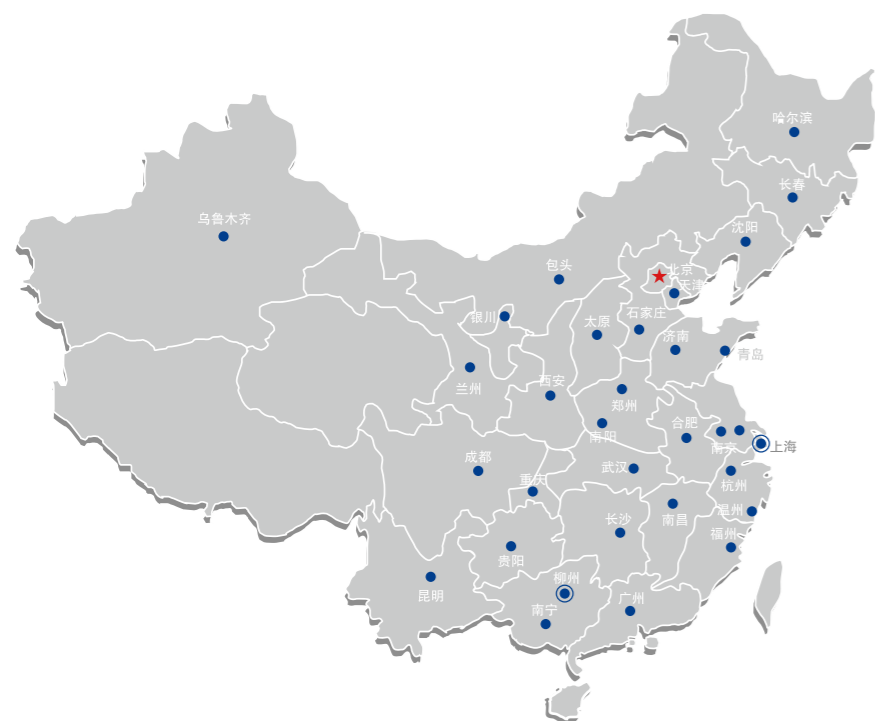 哈尔滨
长春
乌鲁木齐
沈阳
包头
北京
天津
银川
太原
石家庄
济南
青岛
兰州
西安
郑州
合肥
南阳
南京
上海
成都
武汉
重庆
杭州
温州
长沙
南昌
福州
贵阳
柳州
昆明
南宁
广州